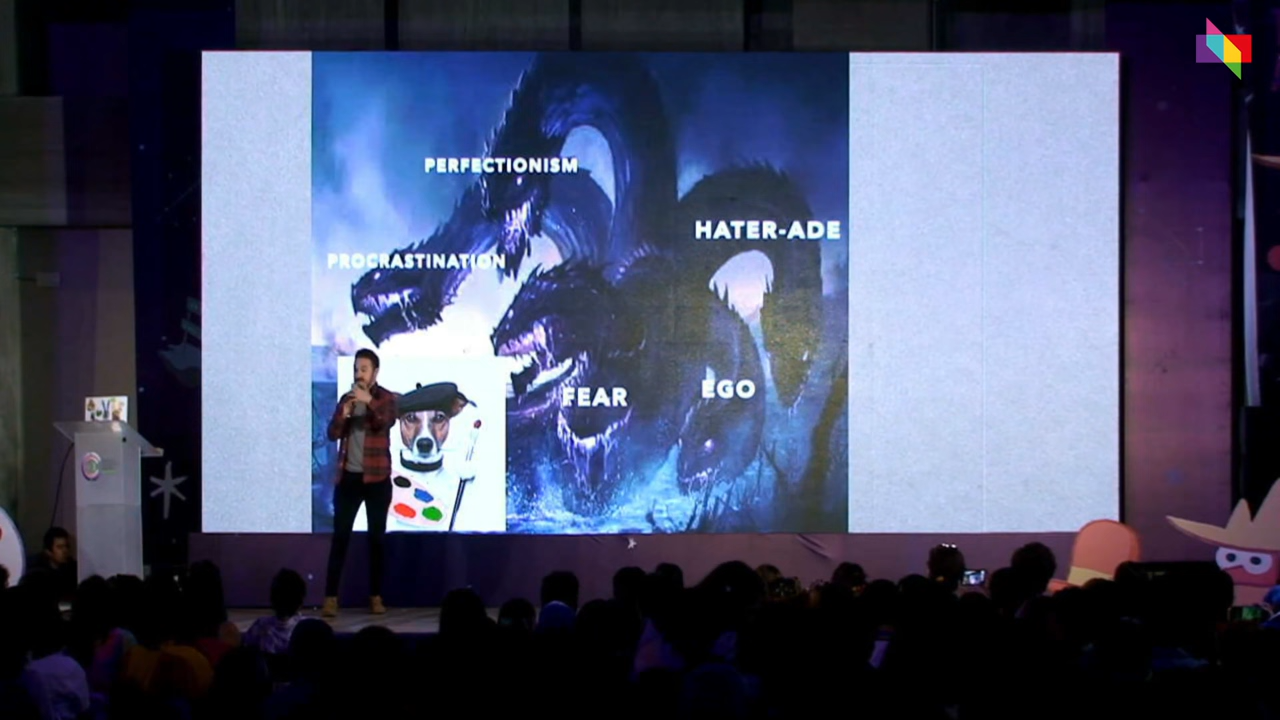 PERFECTIONISM
HATER-ADE
PROCRASTINATION
EGO
FEAR